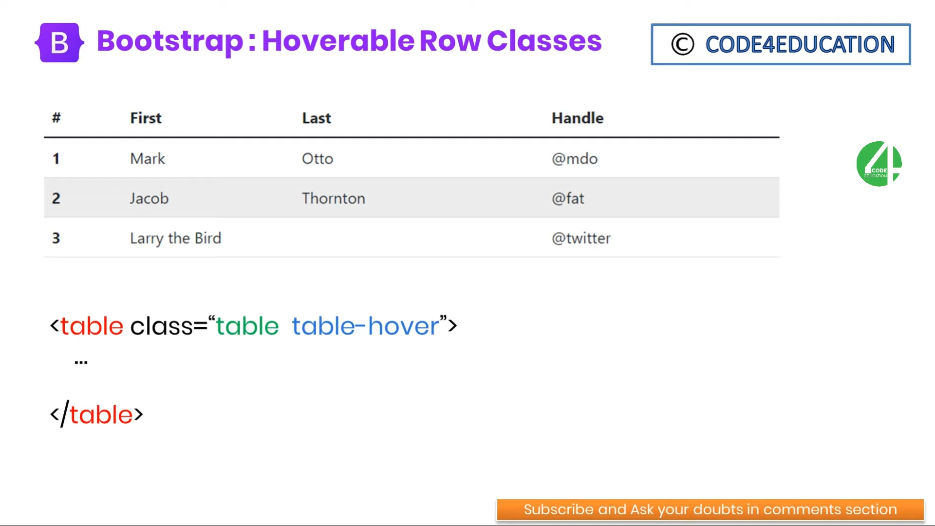 B Bootstrap : Hoverable Row Classes
© CODE4EDUCATION
# First Last Handle
1 Mark Otto @mdo
2 Jacob Thornton @fat
3 Larry the Bird @twitter
4
CODE
<table class=“table table-hover”>
...
</table>
Subscribe and Ask your doubts in comments section